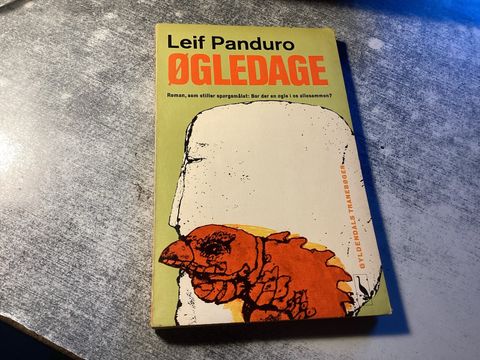 Leif Panduro
ØGLEDAGE
Roman, som stiller spørgsmålet: Bor der en øgle i os allesammen?
GYLDENDALS TRANEBØGER